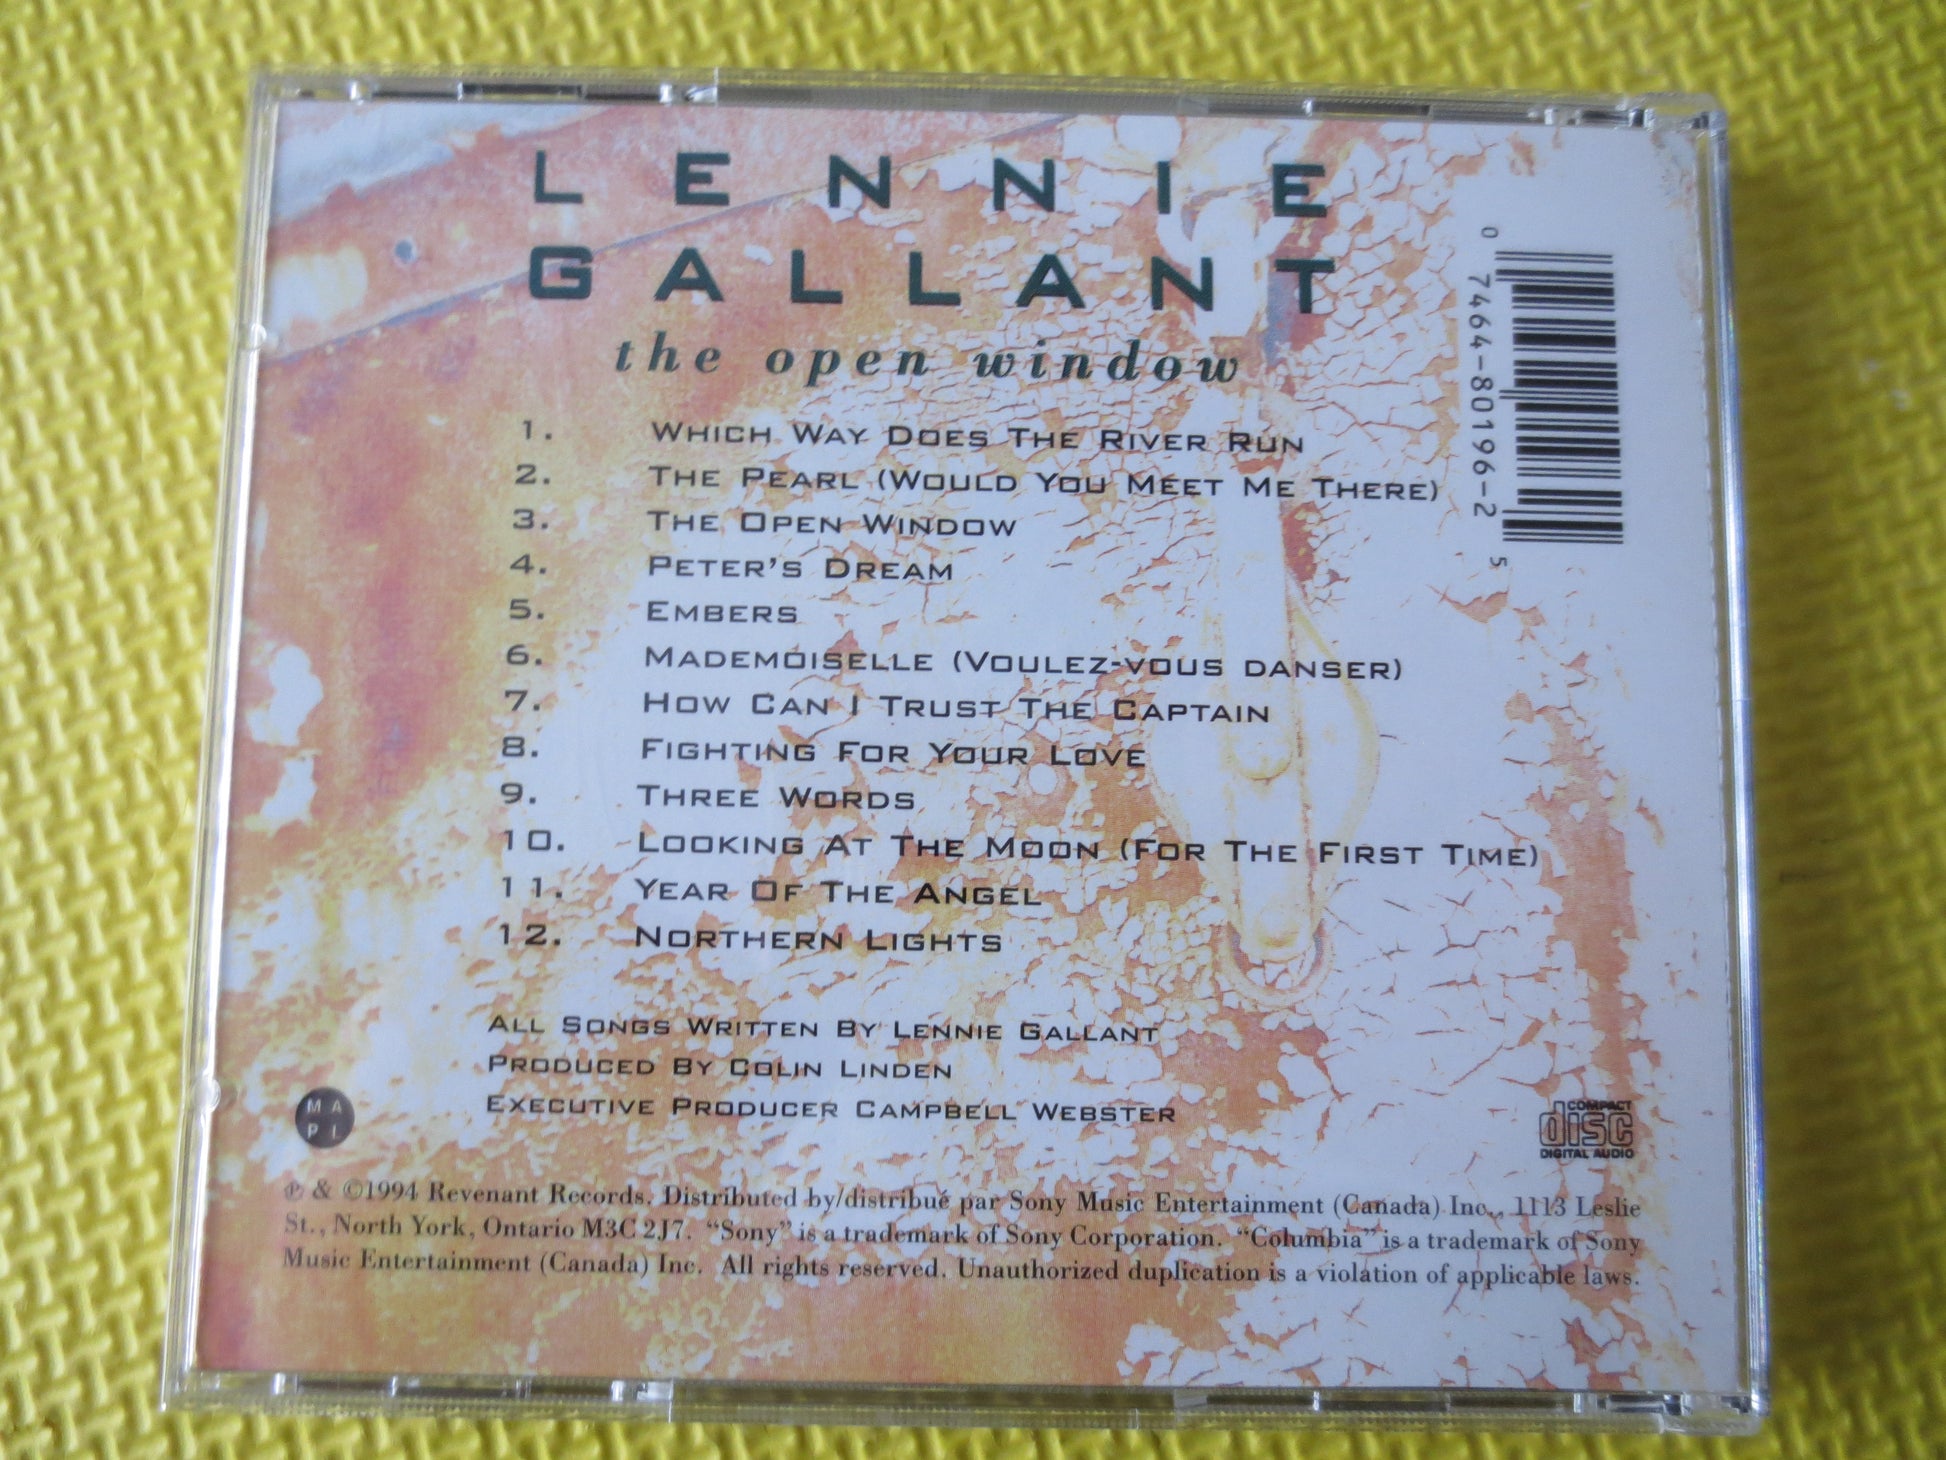 LENNIE
GALLANT
the open window
1. WHICH WAY DOES THE RIVER RUN
2. THE PEARL (WOULD YOU MEET ME THERE)
3. THE OPEN WINDOW
4. PETER'S DREAM
5. EMBERS
6. MADEMOISELLE (VOULEZ-VOUS DANSER)
7. HOW CAN I TRUST THE CAPTAIN
8. FIGHTING FOR YOUR LOVE
9. THREE WORDS
10. LOOKING AT THE MOON (FOR THE FIRST TIME)
11. YEAR OF THE ANGEL
12. NORTHERN LIGHTS
ALL SONGS WRITTEN BY LENNIE GALLANT
PRODUCED BY COLIN LINDEN
EXECUTIVE PRODUCER CAMPBELL WEBSTER
MA
PL
COMPACT
disc
DIGITAL AUDIO
℗ & ©1994 Revenant Records. Distributed by/distribué par Sony Music Entertainment (Canada) Inc., 1113 Leslie
St., North York, Ontario M3C 2J7. "Sony" is a trademark of Sony Corporation. "Columbia" is a trademark of Sony
Music Entertainment (Canada) Inc. All rights reserved. Unauthorized duplication is a violation of applicable laws.
0 7464-80196-2 5